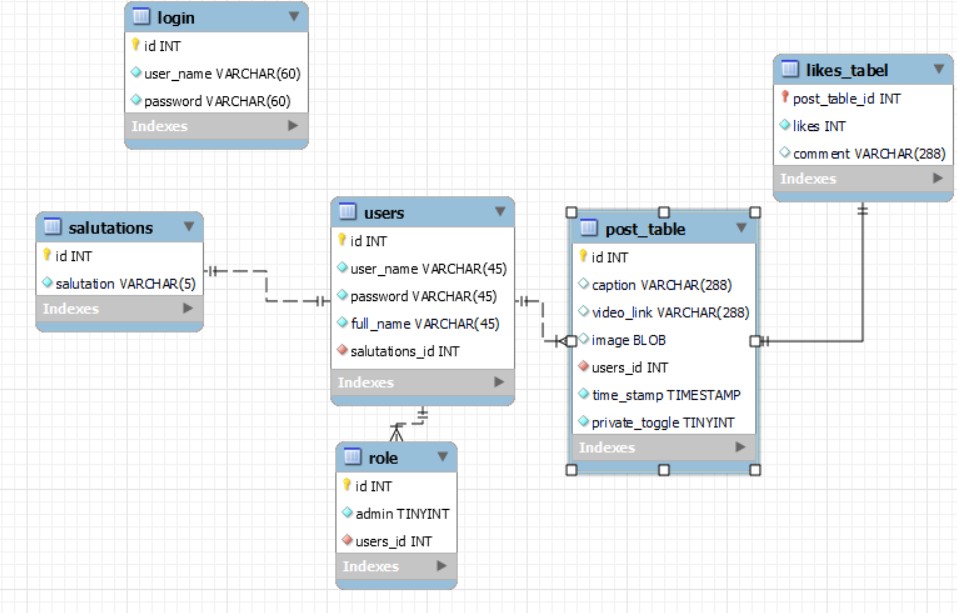 login
id INT
user_name VARCHAR(60)
password VARCHAR(60)
Indexes
likes_tabel
post_table_id INT
likes INT
comment VARCHAR(288)
Indexes
salutations
id INT
salutation VARCHAR(5)
Indexes
users
id INT
user_name VARCHAR(45)
password VARCHAR(45)
full_name VARCHAR(45)
salutations_id INT
Indexes
post_table
id INT
caption VARCHAR(288)
video_link VARCHAR(288)
image BLOB
users_id INT
time_stamp TIMESTAMP
private_toggle TINYINT
Indexes
role
id INT
admin TINYINT
users_id INT
Indexes